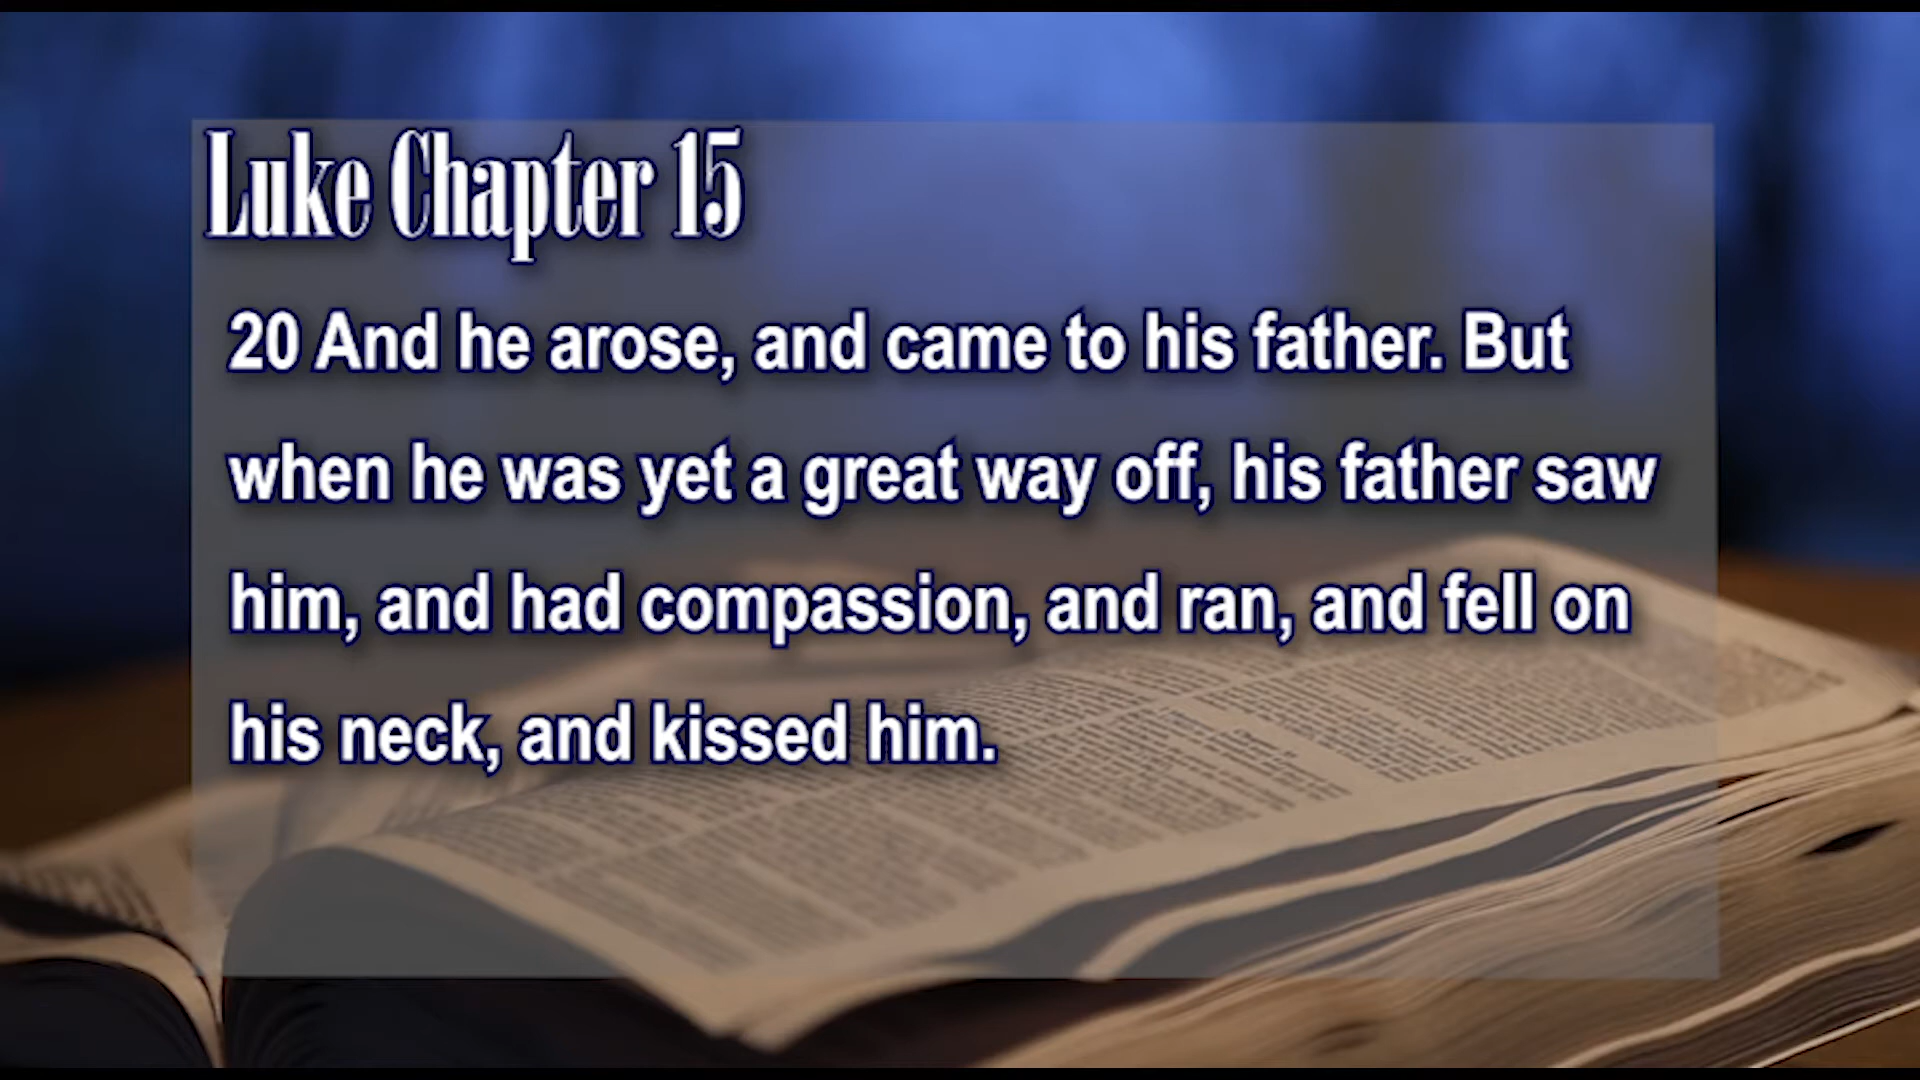 Luke Chapter 15
20 And he arose, and came to his father. But
when he was yet a great way off, his father saw
him, and had compassion, and ran, and fell on
his neck, and kissed him.